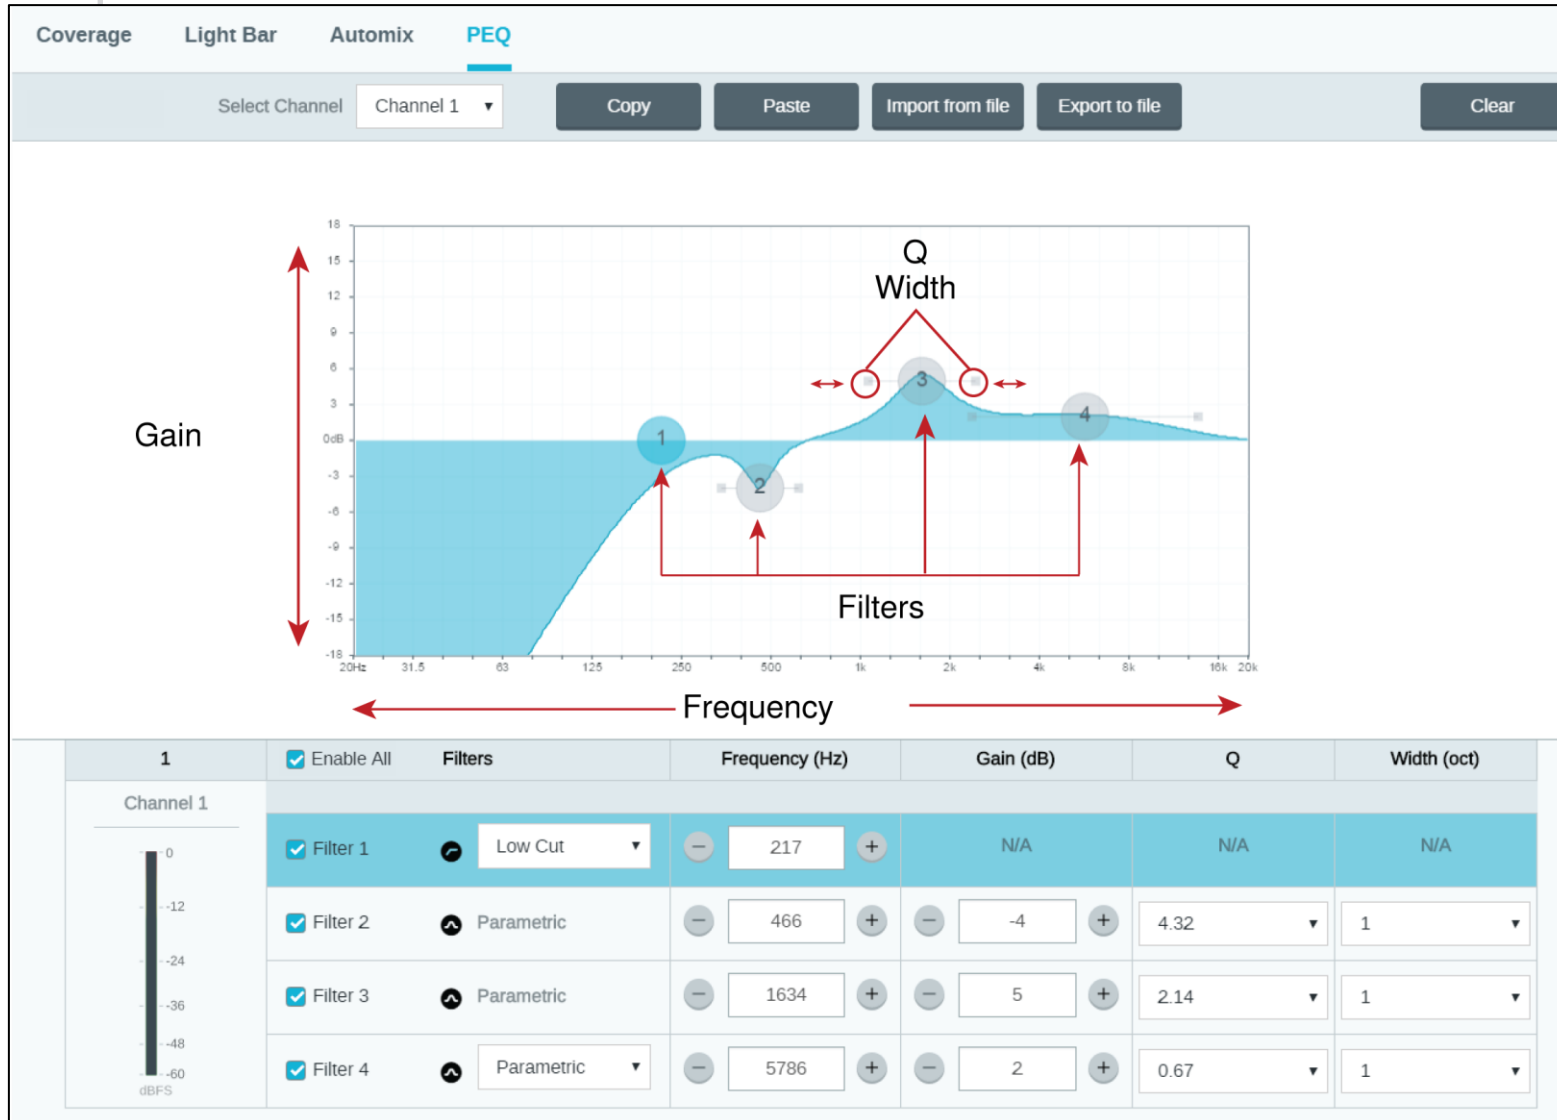 Coverage Light Bar Automix PEQ
Select Channel Channel 1 Copy Paste Import from file Export to file Clear
18
15
12
9
6
3
0dB
-3
-6
-9
-12
-15
-18
Q
Width
1
2
3
4
Gain
Filters
20Hz 31.5 63 125 250 500 1k 2k 4k 8k 16k 20k
Frequency
1 Enable All Filters Frequency (Hz) Gain (dB) Q Width (oct)
Channel 1
0
-12
-24
-36
-48
-60
dBFS
Filter 1 Low Cut 217 N/A N/A N/A
Filter 2 Parametric 466 -4 4.32 1
Filter 3 Parametric 1634 5 2.14 1
Filter 4 Parametric 5786 2 0.67 1